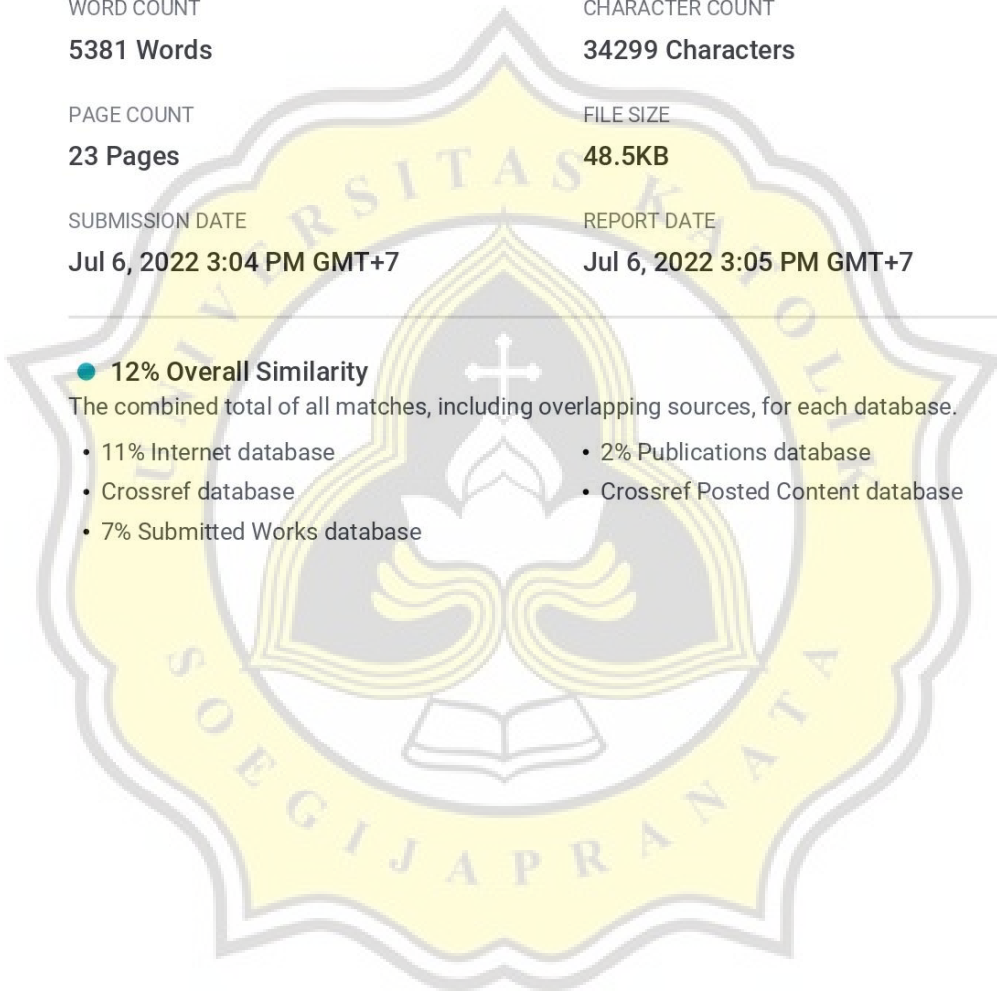 WORD COUNT CHARACTER COUNT
5381 Words 34299 Characters
PAGE COUNT FILE SIZE
23 Pages 48.5KB
SUBMISSION DATE REPORT DATE
Jul 6, 2022 3:04 PM GMT+7 Jul 6, 2022 3:05 PM GMT+7
12% Overall Similarity
The combined total of all matches, including overlapping sources, for each database.
• 11% Internet database • 2% Publications database
• Crossref database • Crossref Posted Content database
• 7% Submitted Works database
UNIVERSITAS KATOLIK
SOEGIJAPRANATA